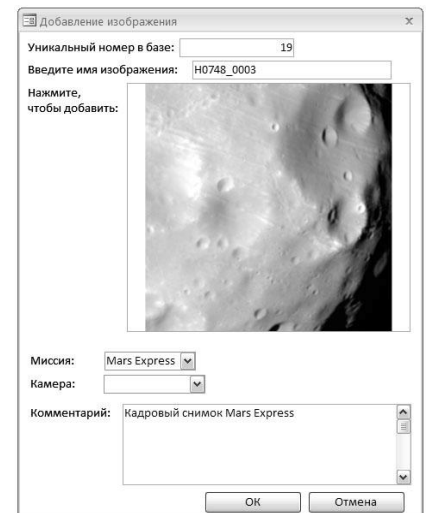 Добавление изображения
Уникальный номер в базе: 19
Введите имя изображения: H0748_0003
Нажмите,
чтобы добавить:
Миссия: Mars Express
Камера:
Комментарий: Кадровый снимок Mars Express
ОК Отмена